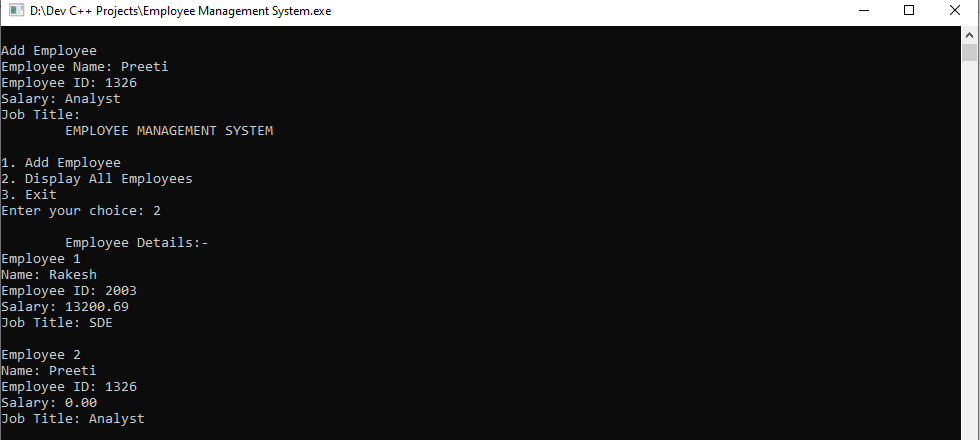 D:\Dev C++ Projects\Employee Management System.exe
Add Employee
Employee Name: Preeti
Employee ID: 1326
Salary: Analyst
Job Title:
EMPLOYEE MANAGEMENT SYSTEM
1. Add Employee
2. Display All Employees
3. Exit
Enter your choice: 2
Employee Details:-
Employee 1
Name: Rakesh
Employee ID: 2003
Salary: 13200.69
Job Title: SDE
Employee 2
Name: Preeti
Employee ID: 1326
Salary: 0.00
Job Title: Analyst